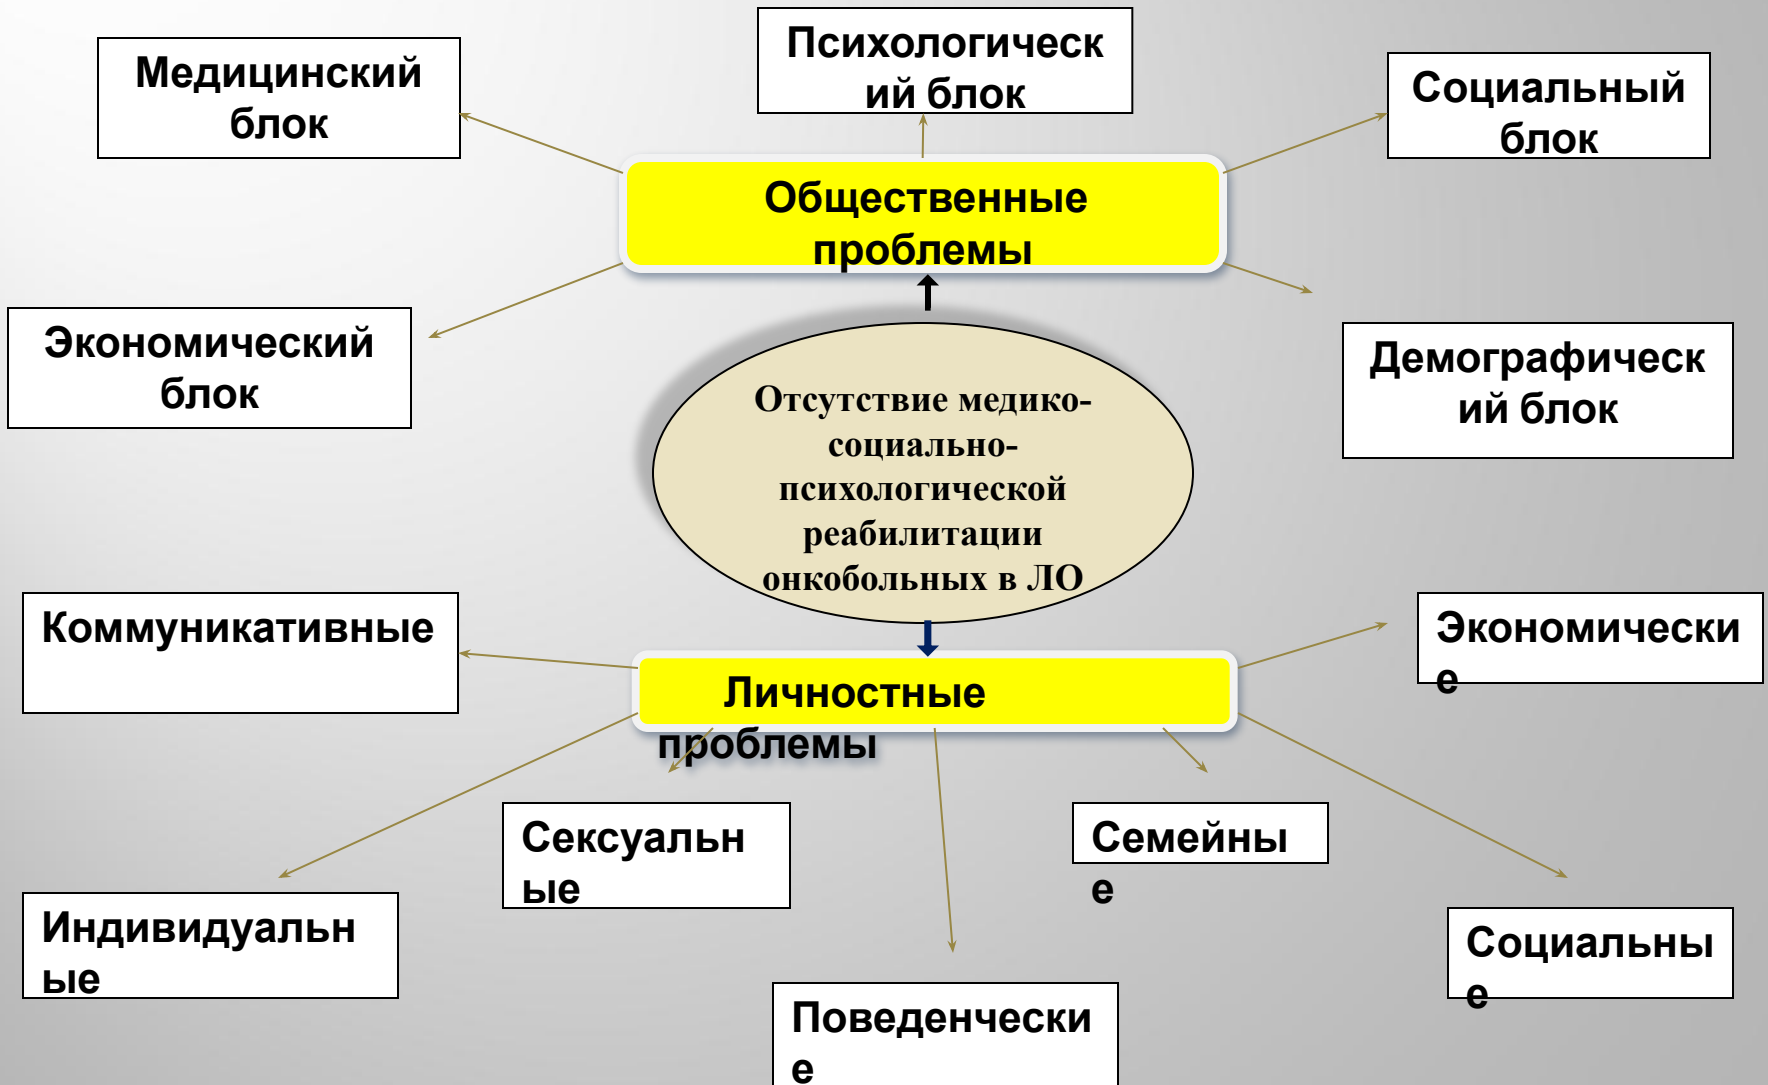 Психологическ
ий блок
Медицинский
блок
Социальный
блок
Общественные
проблемы
Экономический
блок
Демографическ
ий блок
Отсутствие медико-
социально-
психологической
реабилитации
онкобольных в ЛО
Коммуникативные
Экономически
е
Личностные
проблемы
Сексуальн
ые
Семейны
е
Индивидуальн
ые
Социальны
е
Поведенчески
е